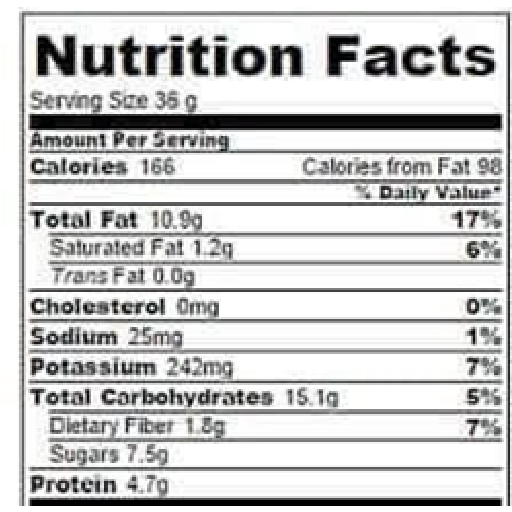 Nutrition Facts
Serving Size 36 g
Amount Per Serving
Calories 166 Calories from Fat 98
% Daily Value*
Total Fat 10.9g 17%
Saturated Fat 1.2g 6%
Trans Fat 0.0g
Cholesterol 0mg 0%
Sodium 25mg 1%
Potassium 242mg 7%
Total Carbohydrates 15.1g 5%
Dietary Fiber 1.8g 7%
Sugars 7.5g
Protein 4.7g